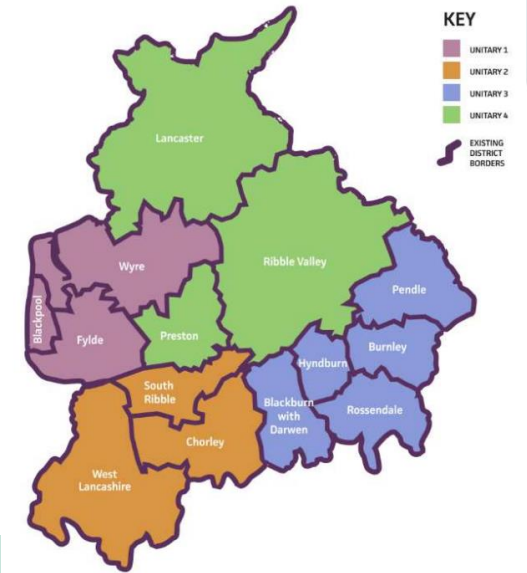 KEY
UNITARY 1
UNITARY 2
UNITARY 3
UNITARY 4
EXISTING
DISTRICT
BORDERS
Lancaster
Wyre
Ribble Valley
Blackpool
Fylde
Preston
Pendle
Burnley
Hyndburn
South
Ribble
Blackburn
with
Darwen
Rossendale
Chorley
West
Lancashire